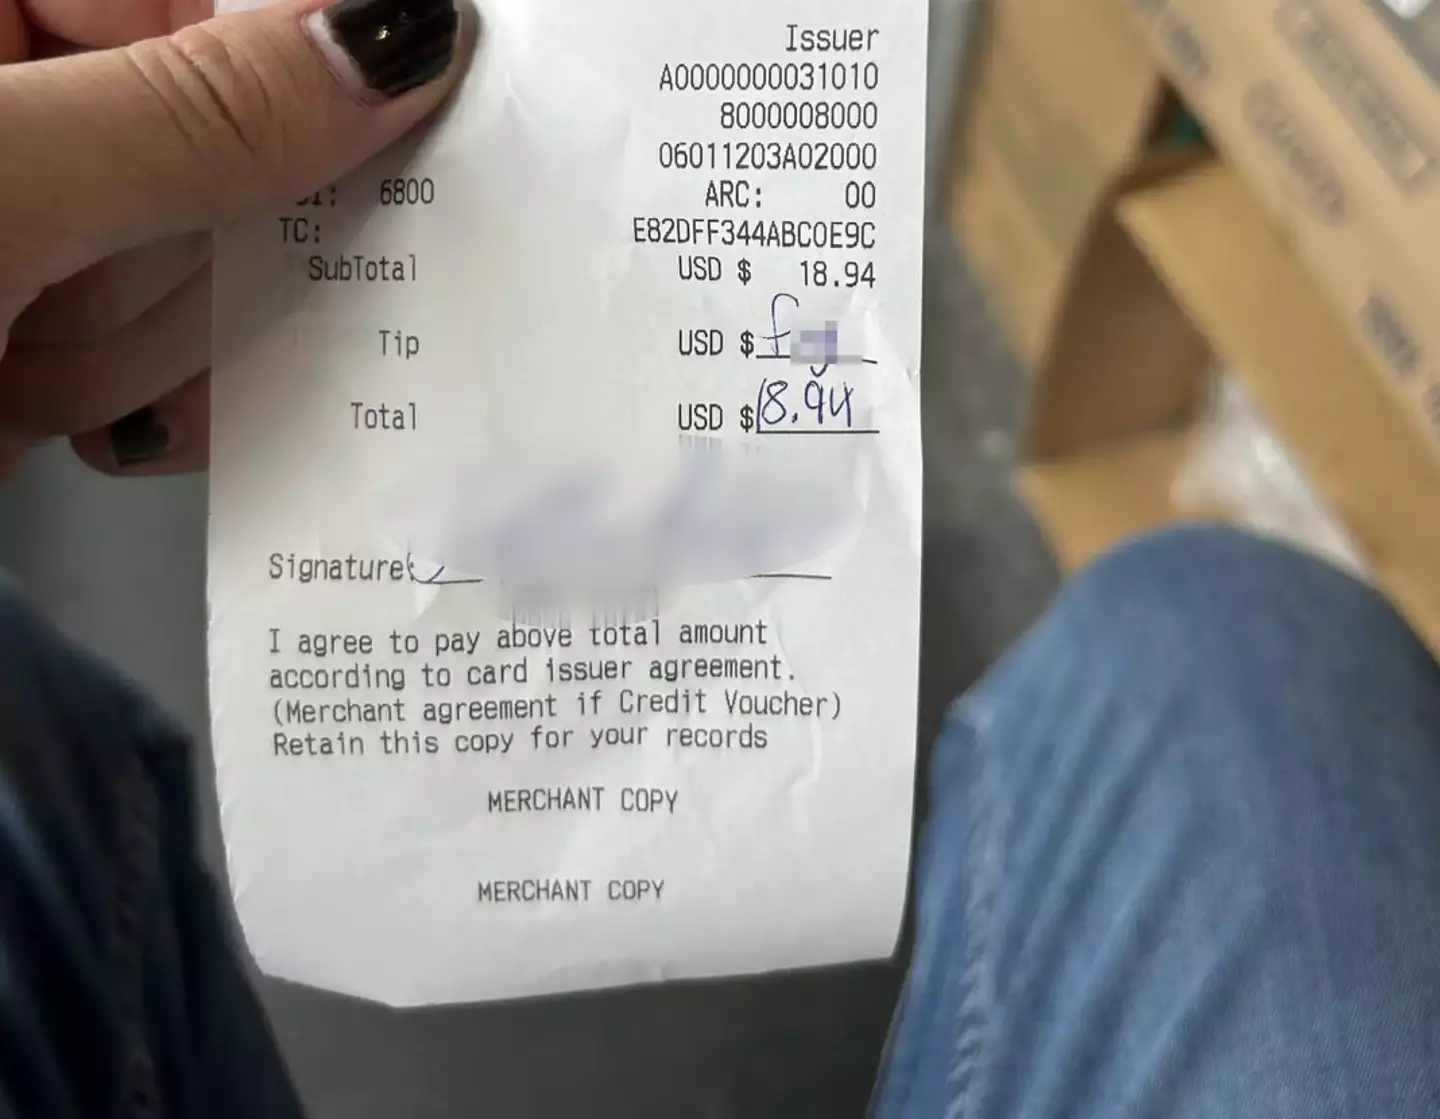 Issuer
A0000000031010
8000008000
06011203A02000
6800 ARC: 00
TC: E82DFF344ABC0E9C
SubTotal USD $ 18.94
Tip USD $
Total USD $ 18.94
Signature
I agree to pay above total amount
according to card issuer agreement.
(Merchant agreement if Credit Voucher)
Retain this copy for your records
MERCHANT COPY
MERCHANT COPY